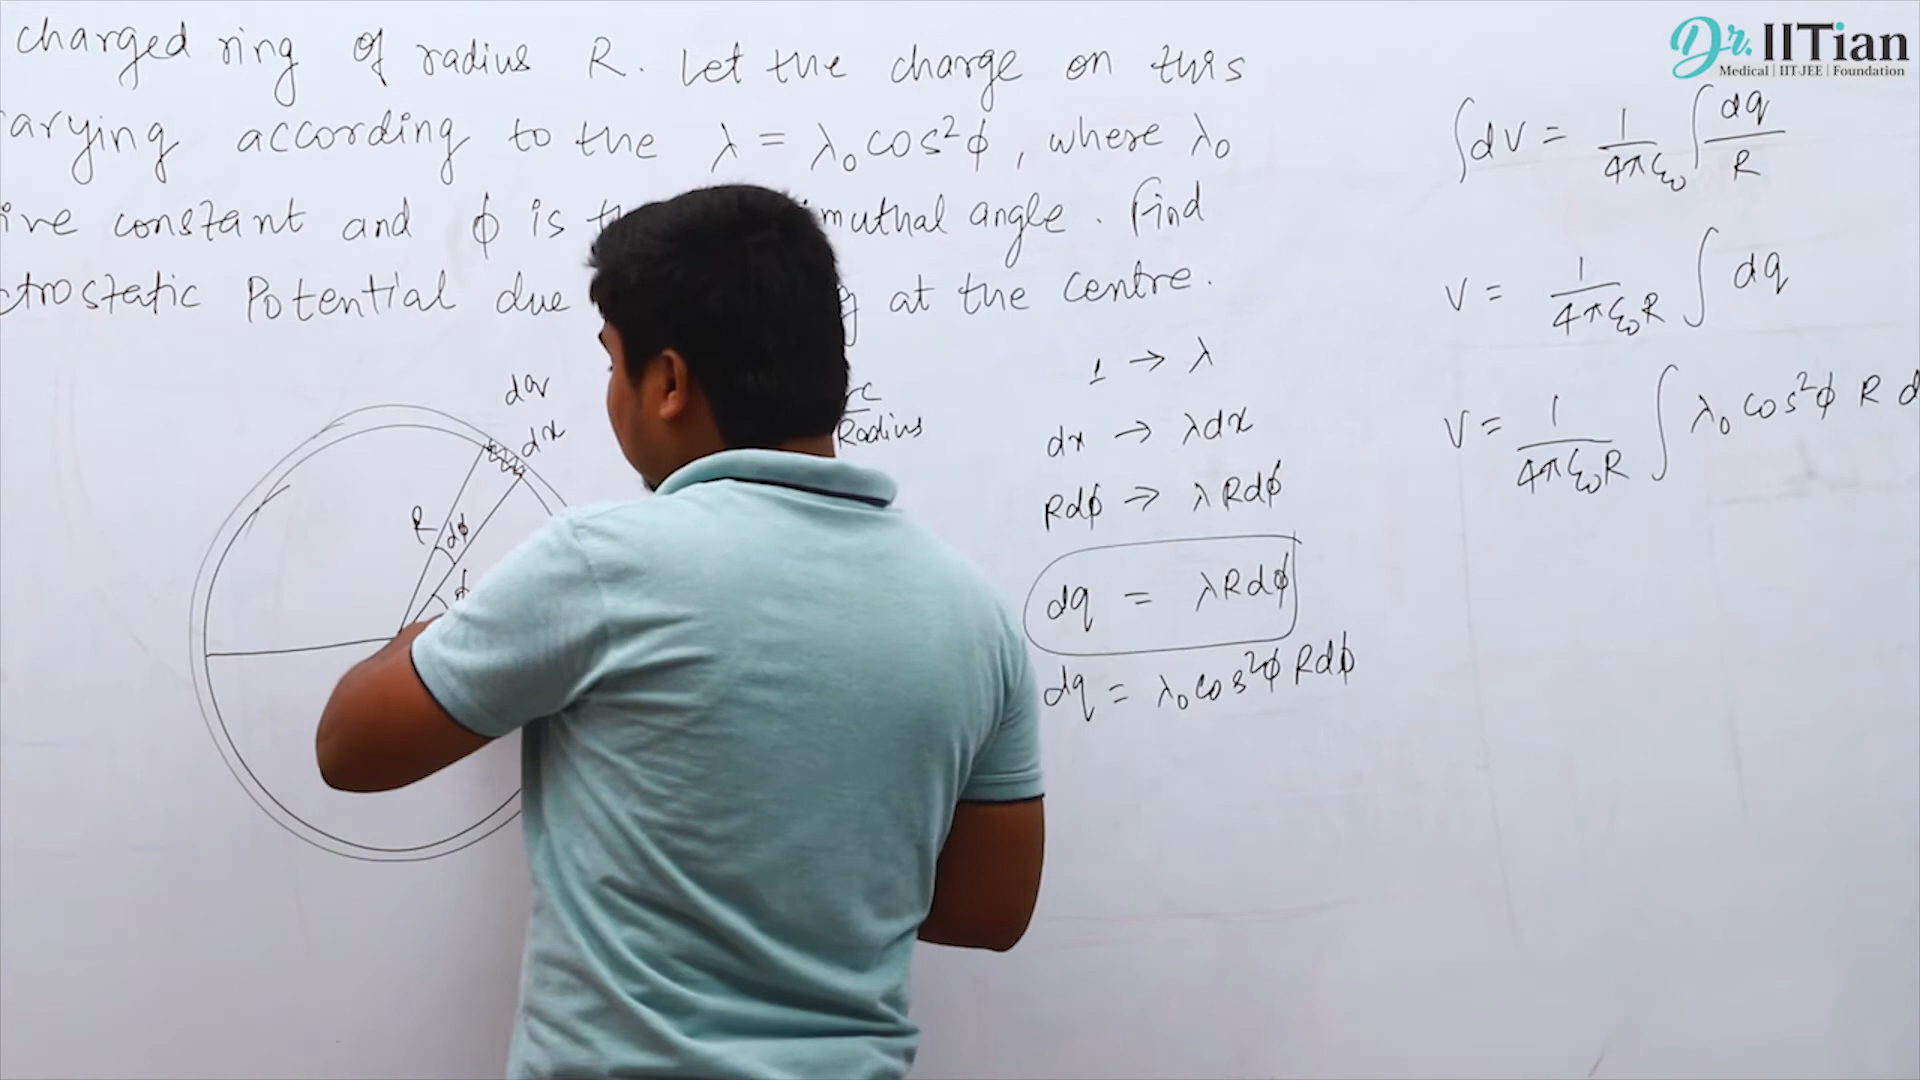 Dr. IITian
Medical | IIT-JEE | Foundation
charged ring of radius R. Let the charge on this
arying according to the λ = λ₀cos²ϕ, where λ₀
ive constant and ϕ is muthal angle. Find
ctrostatic Potential due at the centre.
dV
dx
R
dϕ
ϕ
Radius
1 → λ
dx → λdx
Rdϕ → λRdϕ
dq = λRdϕ
dq = λ₀cos²ϕ Rdϕ
∫dV = 1/4πε₀ ∫ dq/R
V = 1/4πε₀R ∫ dq
V = 1/4πε₀R ∫ λ₀ cos²ϕ R d